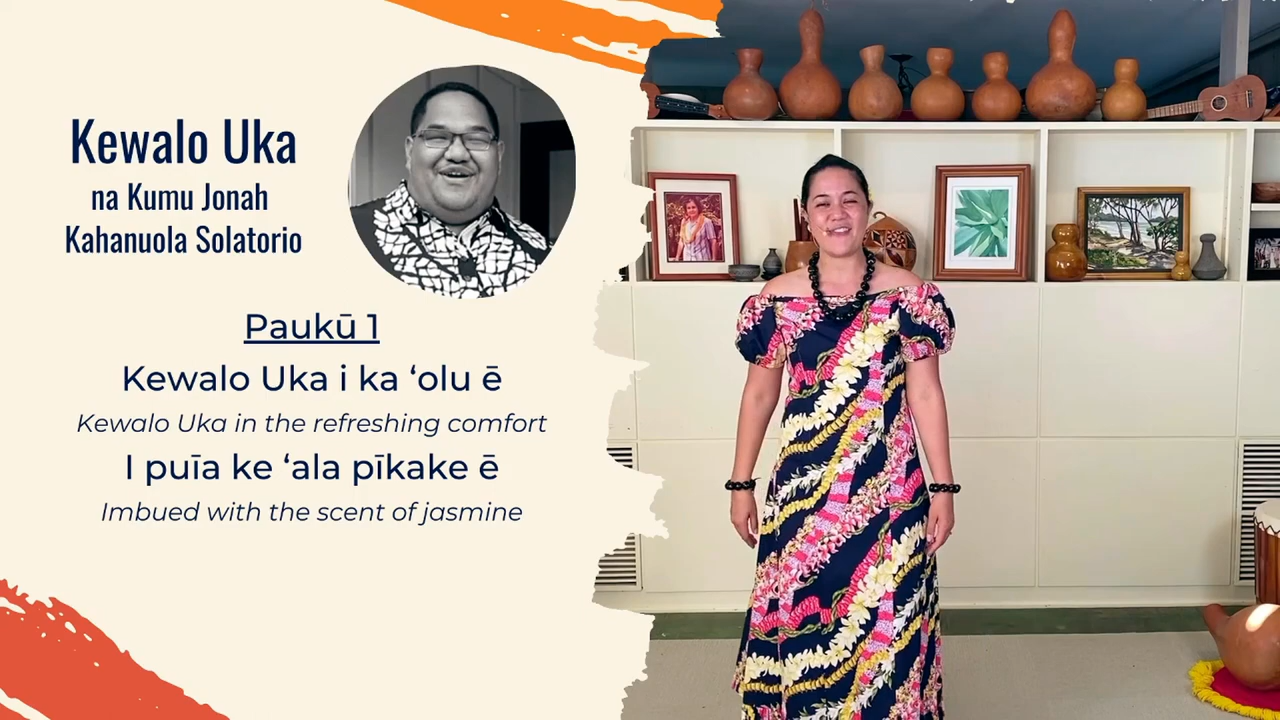 Kewalo Uka
na Kumu Jonah
Kahanuola Solatorio
Paukū 1
Kewalo Uka i ka ʻolu ē
Kewalo Uka in the refreshing comfort
I puīa ke ʻala pīkake ē
Imbued with the scent of jasmine